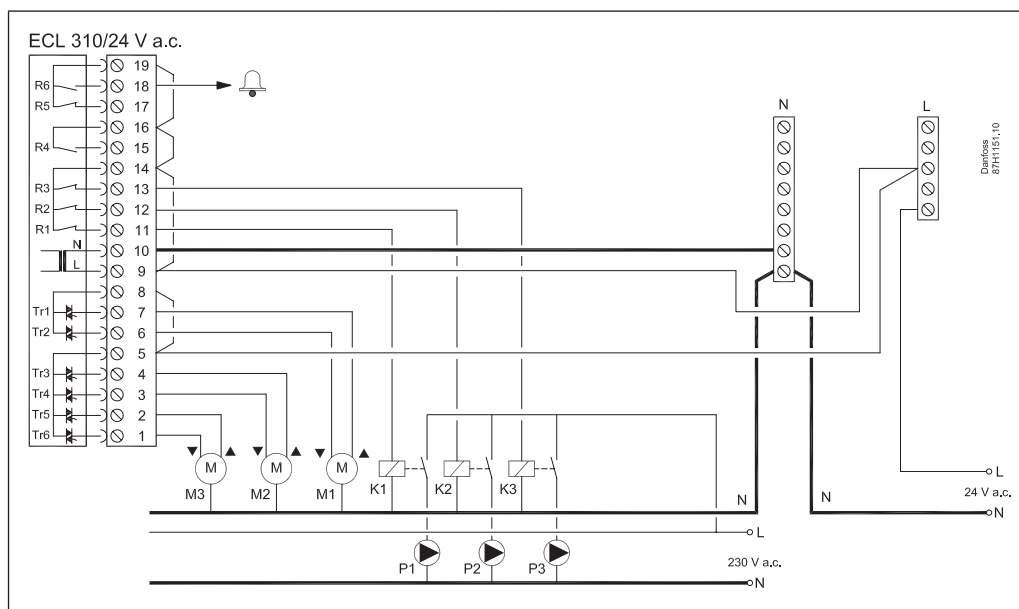 ECL 310/24 V a.c.
19
R6 18
R5 17
16
R4 15
14
R3 13
R2 12
R1 11
N 10
L 9
8
Tr1 7
Tr2 6
5
Tr3 4
Tr4 3
Tr5 2
Tr6 1
N
L
Danfoss
87H1151.10
M M M
M3 M2 M1 K1 K2 K3
N N
L
24 V a.c.
N
L
P1 P2 P3
230 V a.c.
N